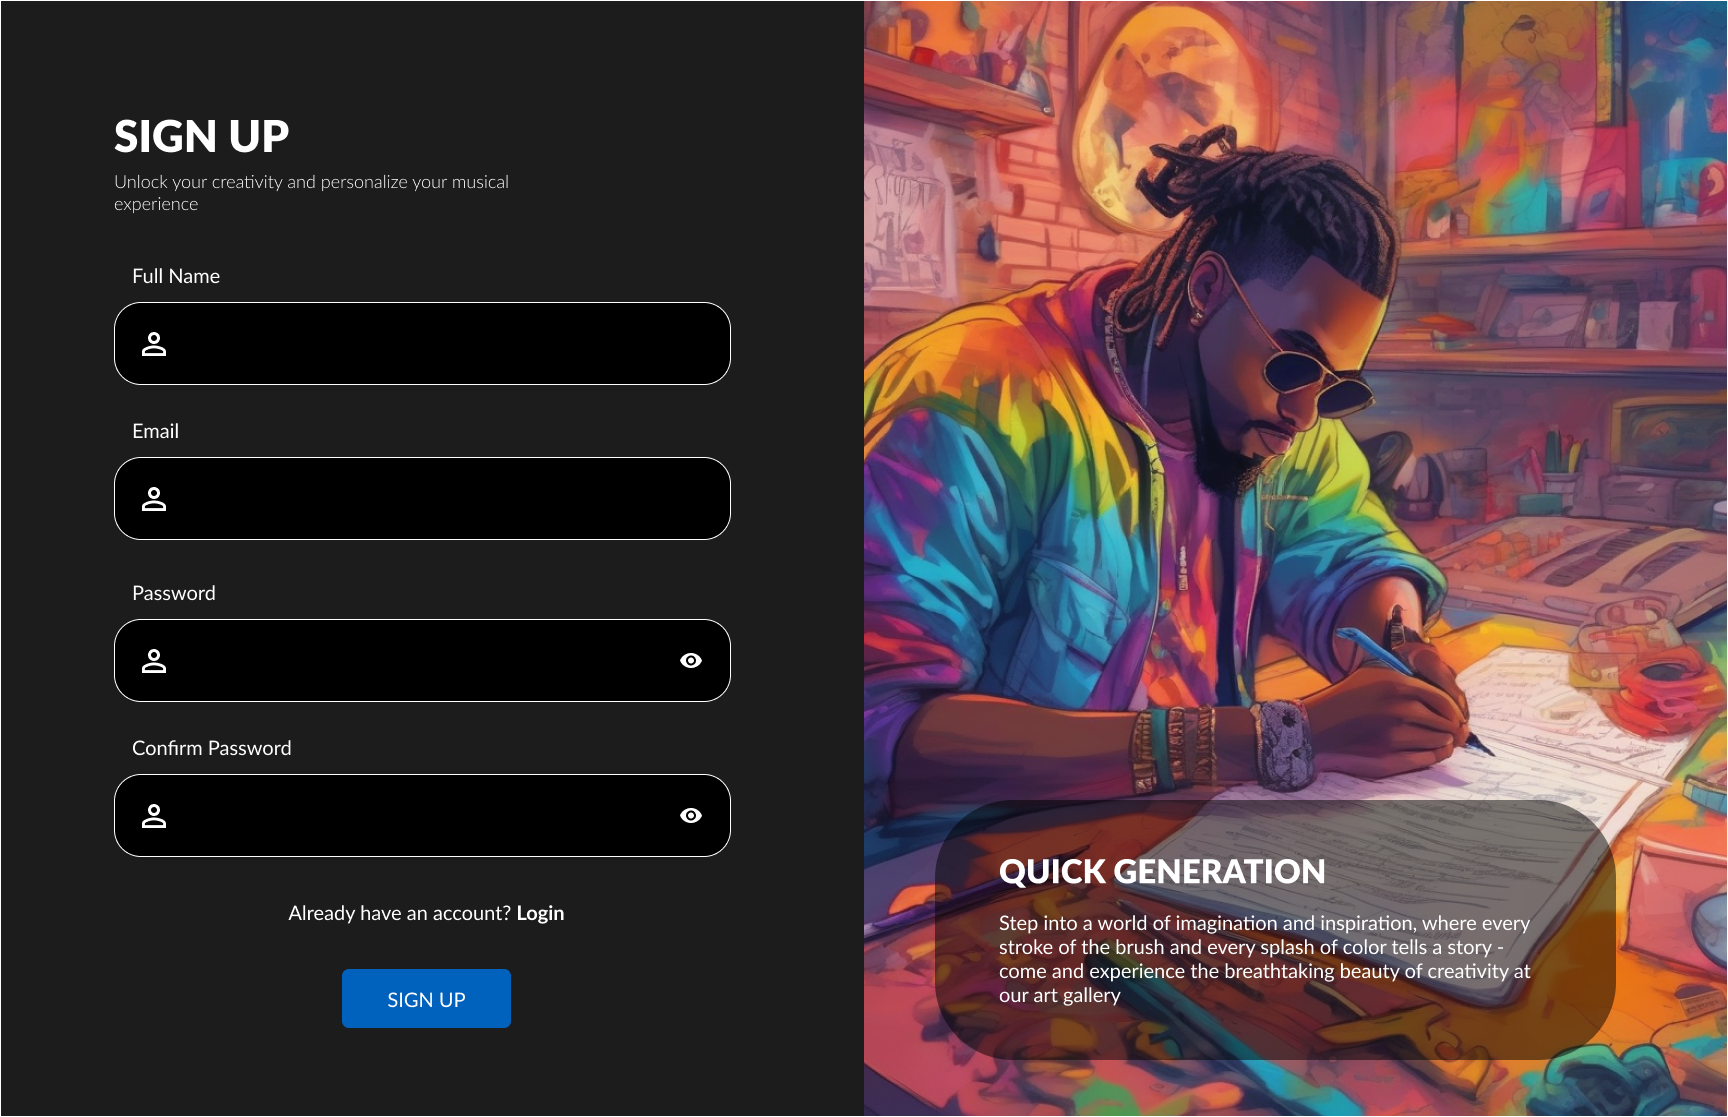 SIGN UP
Unlock your creativity and personalize your musical
experience
Full Name
Email
Password
Confirm Password
Already have an account? Login
SIGN UP
QUICK GENERATION
Step into a world of imagination and inspiration, where every
stroke of the brush and every splash of color tells a story -
come and experience the breathtaking beauty of creativity at
our art gallery